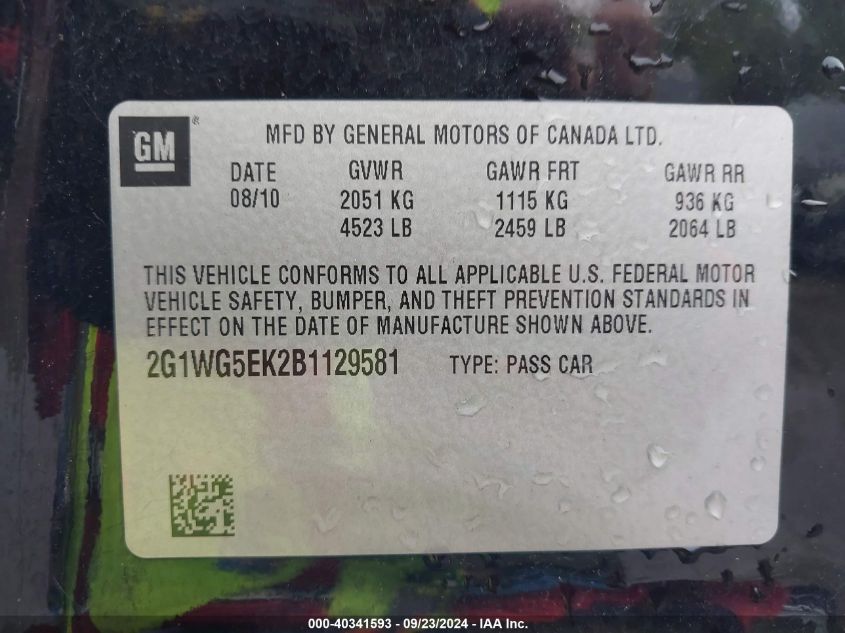 GM®
MFD BY GENERAL MOTORS OF CANADA LTD.
DATE GVWR GAWR FRT GAWR RR
08/10 2051 KG 1115 KG 936 KG
4523 LB 2459 LB 2064 LB
THIS VEHICLE CONFORMS TO ALL APPLICABLE U.S. FEDERAL MOTOR
VEHICLE SAFETY, BUMPER, AND THEFT PREVENTION STANDARDS IN
EFFECT ON THE DATE OF MANUFACTURE SHOWN ABOVE.
2G1WG5EK2B1129581 TYPE: PASS CAR
000-40341593 - 09/23/2024 - IAA Inc.